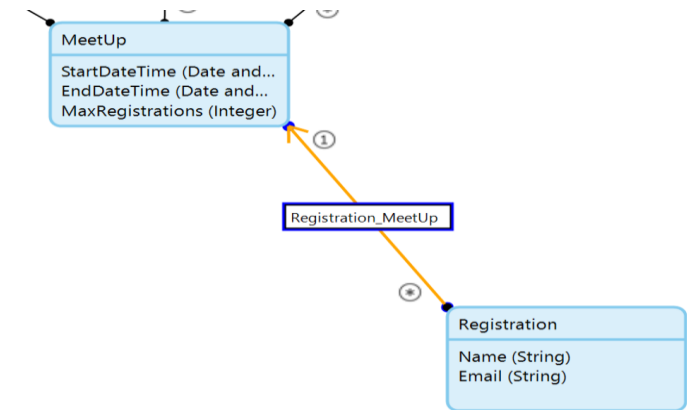 MeetUp
StartDateTime (Date and...
EndDateTime (Date and...
MaxRegistrations (Integer)
1
Registration_MeetUp
*
Registration
Name (String)
Email (String)